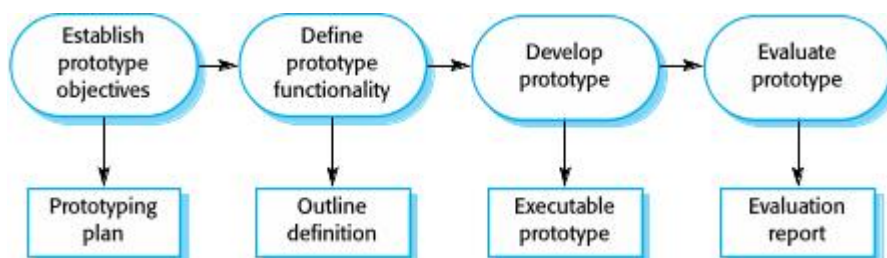 Establish
prototype
objectives
Define
prototype
functionality
Develop
prototype
Evaluate
prototype
Prototyping
plan
Outline
definition
Executable
prototype
Evaluation
report